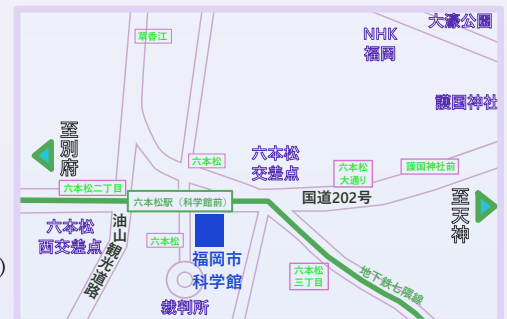 大濠公園
草香江
NHK
福岡
護国神社
至別府
六本松
六本松
交差点
六本松
大通り
護国神社前
六本松二丁目
六本松駅（科学館前）
国道202号
至天神
六本松
西交差点
油山観光道路
六本松
福岡市
科学館
六本松
三丁目
地下鉄七隈線
裁判所
)